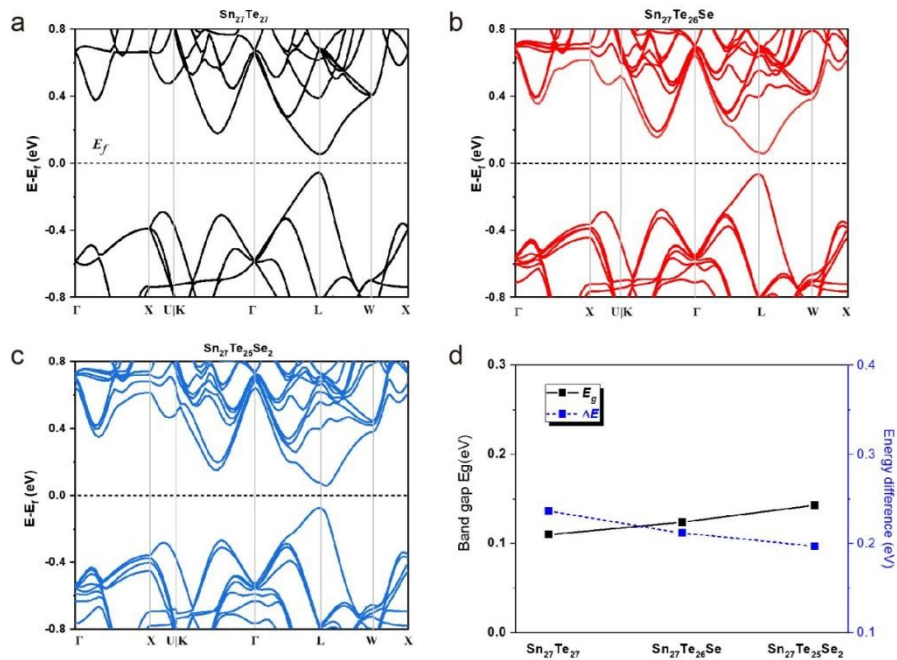 a
Sn27Te27
0.8
0.4
0.0
-0.4
-0.8
E-Ef (eV)
Ef
Γ X U|K Γ L W X
b
Sn27Te26Se
0.8
0.4
0.0
-0.4
-0.8
E-Ef (eV)
Γ X U|K Γ L W X
c
Sn27Te25Se2
0.8
0.4
0.0
-0.4
-0.8
E-Ef (eV)
Γ X U|K Γ L W X
d
0.3
0.2
0.1
0.0
Band gap Eg(eV)
Eg
ΔE
0.4
0.3
0.2
0.1
Energy difference (eV)
Sn27Te27 Sn27Te26Se Sn27Te25Se2